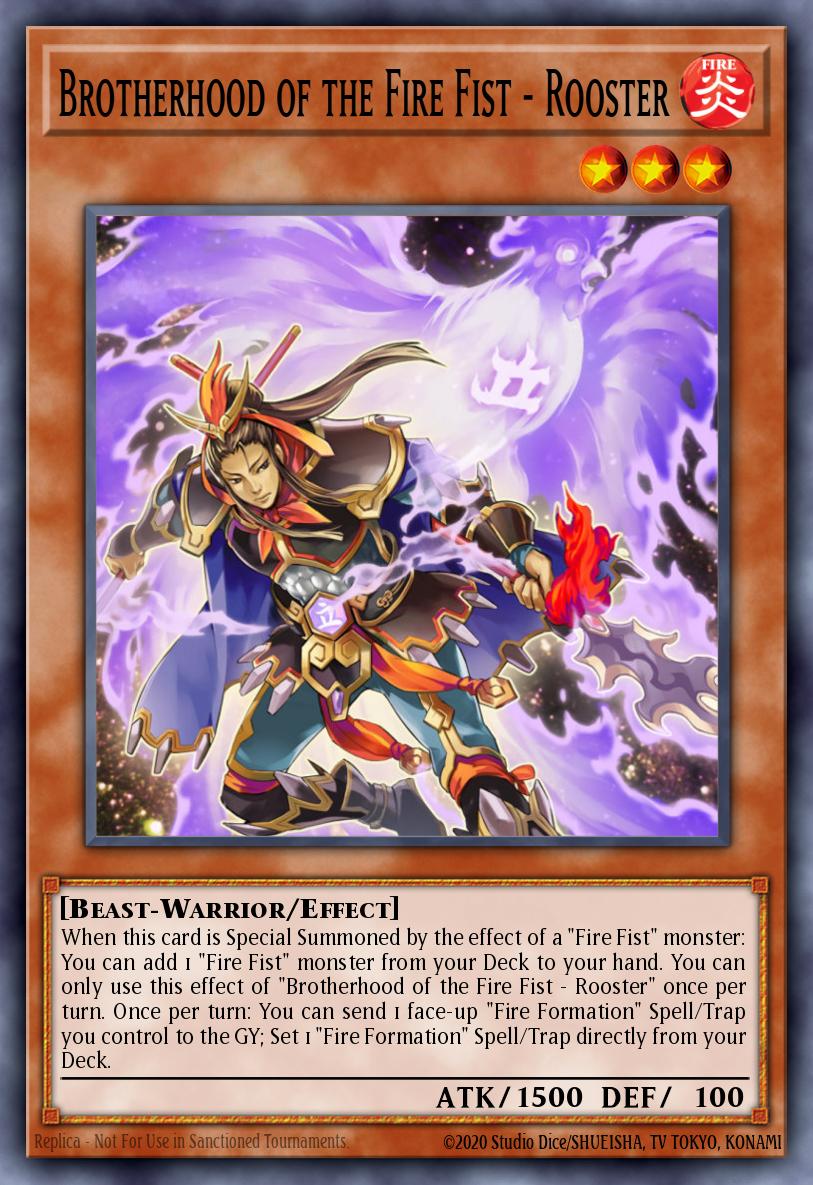 Brotherhood of the Fire Fist - Rooster
FIRE
炎
立
[Beast-Warrior/Effect]
When this card is Special Summoned by the effect of a "Fire Fist" monster:
You can add 1 "Fire Fist" monster from your Deck to your hand. You can
only use this effect of "Brotherhood of the Fire Fist - Rooster" once per
turn. Once per turn: You can send 1 face-up "Fire Formation" Spell/Trap
you control to the GY; Set 1 "Fire Formation" Spell/Trap directly from your
Deck.
ATK/1500 DEF/ 100
Replica - Not For Use in Sanctioned Tournaments.
©2020 Studio Dice/SHUEISHA, TV TOKYO, KONAMI